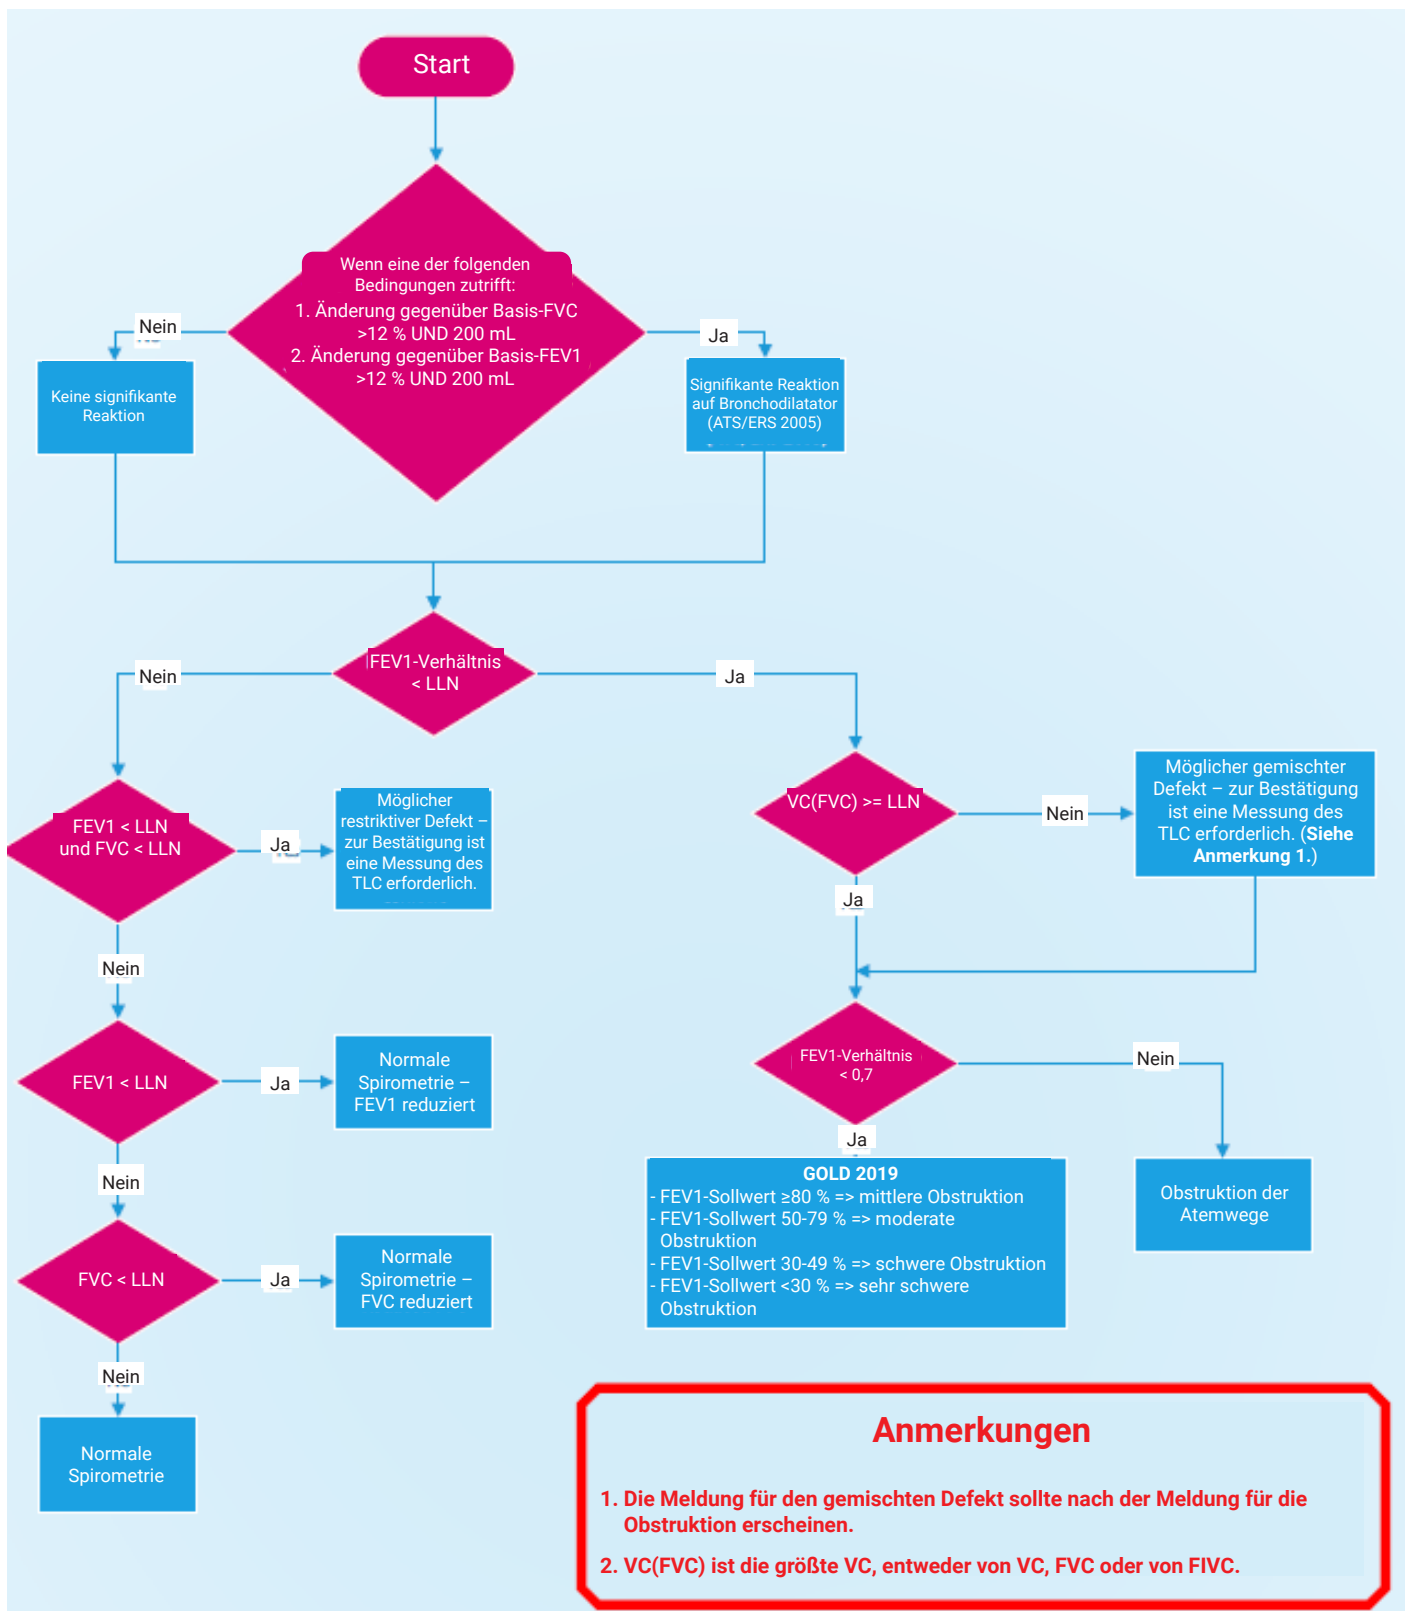 Start
Wenn eine der folgenden
Bedingungen zutrifft:
1. Änderung gegenüber Basis-FVC
>12 % UND 200 mL
2. Änderung gegenüber Basis-FEV1
>12 % UND 200 mL
Nein
Ja
Keine signifikante
Reaktion
Signifikante Reaktion
auf Bronchodilatator
(ATS/ERS 2005)
FEV1-Verhältnis
< LLN
Nein
Ja
FEV1 < LLN
und FVC < LLN
Ja
Möglicher
restriktiver Defekt –
zur Bestätigung ist
eine Messung des
TLC erforderlich.
VC(FVC) >= LLN
Nein
Möglicher gemischter
Defekt – zur Bestätigung
ist eine Messung des
TLC erforderlich. (Siehe
Anmerkung 1.)
Ja
Nein
FEV1 < LLN
Ja
Normale
Spirometrie –
FEV1 reduziert
FEV1-Verhältnis
< 0,7
Nein
Ja
Obstruktion der
Atemwege
GOLD 2019
- FEV1-Sollwert ≥80 % => mittlere Obstruktion
- FEV1-Sollwert 50-79 % => moderate
Obstruktion
- FEV1-Sollwert 30-49 % => schwere Obstruktion
- FEV1-Sollwert <30 % => sehr schwere
Obstruktion
Nein
FVC < LLN
Ja
Normale
Spirometrie –
FVC reduziert
Nein
Normale
Spirometrie
Anmerkungen
1. Die Meldung für den gemischten Defekt sollte nach der Meldung für die
Obstruktion erscheinen.
2. VC(FVC) ist die größte VC, entweder von VC, FVC oder von FIVC.